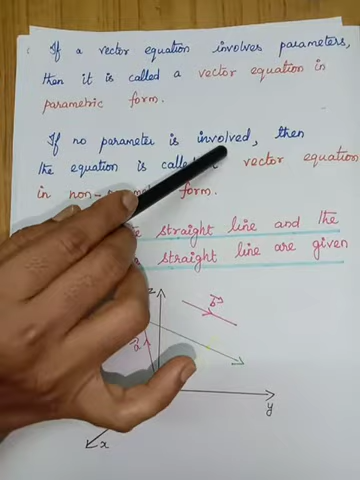 If a vector equation involves parameters,
then it is called a vector equation in
parametric form.
If no parameter is involved, then
the equation is called vector equation
in non- form.
straight line and the
straight line are given
z
b
a
y
x